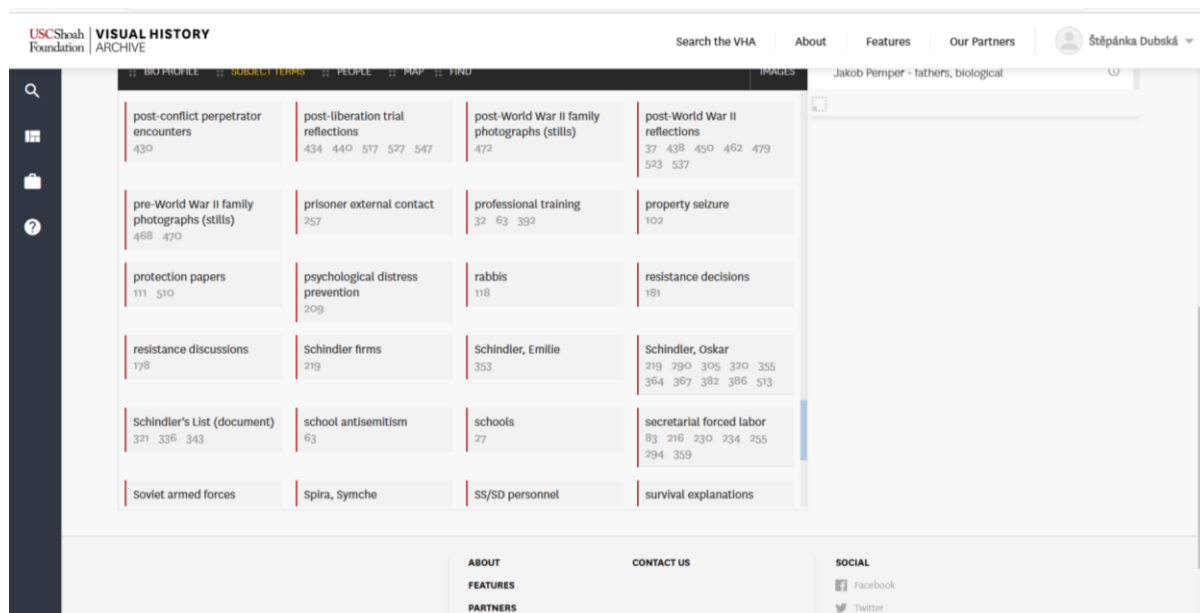 USCShoah Foundation | VISUAL HISTORY ARCHIVE
Search the VHA About Features Our Partners Štěpánka Dubská
BIO PROFILE SUBJECT TERMS PEOPLE MAP FIND IMAGES
Jakob Pemper - fathers, biological
post-conflict perpetrator encounters
430
post-liberation trial reflections
434 440 517 527 547
post-World War II family photographs (stills)
472
post-World War II reflections
37 438 450 462 479
523 537
pre-World War II family photographs (stills)
468 470
prisoner external contact
257
professional training
32 63 392
property seizure
102
protection papers
111 510
psychological distress prevention
209
rabbis
118
resistance decisions
181
resistance discussions
178
Schindler firms
219
Schindler, Emilie
353
Schindler, Oskar
219 290 305 320 355
364 367 382 386 513
Schindler's List (document)
321 336 343
school antisemitism
63
schools
27
secretarial forced labor
83 216 230 234 255
294 359
Soviet armed forces
Spira, Symche
SS/SD personnel
survival explanations
ABOUT
FEATURES
PARTNERS
CONTACT US
SOCIAL
Facebook
Twitter